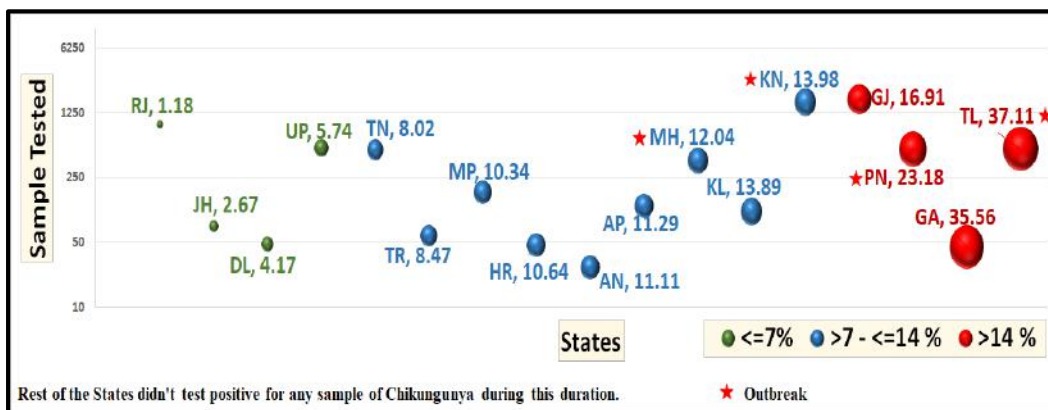 Sample Tested
6250
1250
250
50
10
RJ, 1.18
JH, 2.67
DL, 4.17
UP, 5.74
TN, 8.02
TR, 8.47
MP, 10.34
HR, 10.64
AN, 11.11
AP, 11.29
MH, 12.04
KL, 13.89
KN, 13.98
GJ, 16.91
PN, 23.18
GA, 35.56
TL, 37.11
States
<=7% >7 - <=14 % >14 %
Rest of the States didn't test positive for any sample of Chikungunya during this duration. ★ Outbreak